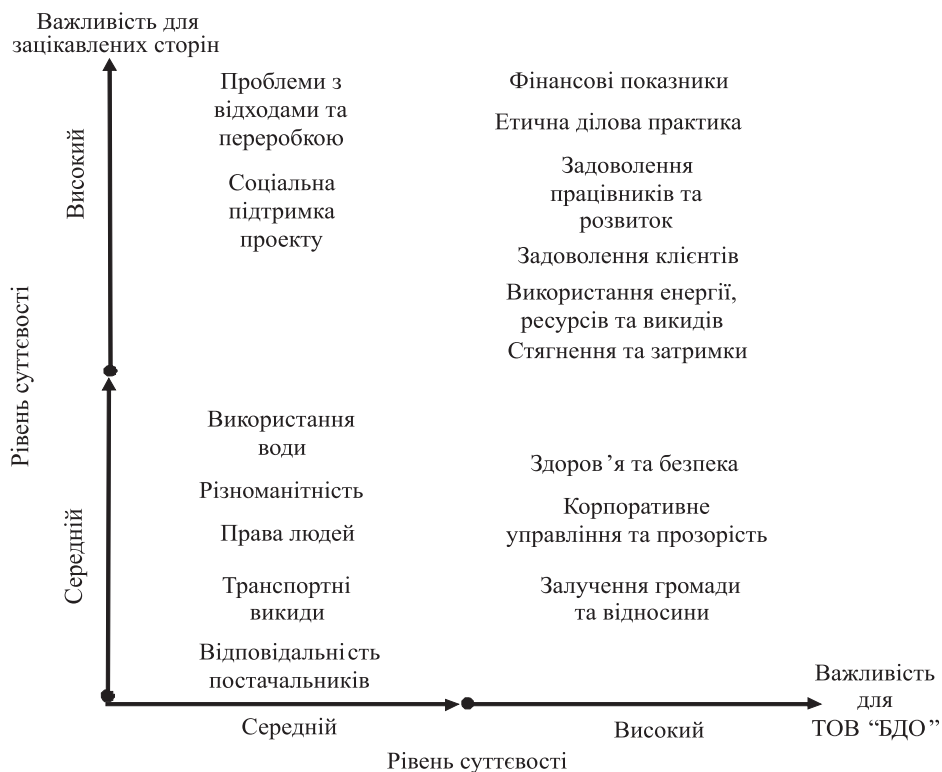 Важливість для
зацікавлених сторін
Рівень суттєвості
Високий
Проблеми з
відходами та
переробкою
Соціальна
підтримка
проекту
Фінансові показники
Етична ділова практика
Задоволення
працівників та
розвиток
Задоволення клієнтів
Використання енергії,
ресурсів та викидів
Стягнення та затримки
Середній
Використання
води
Різноманітність
Права людей
Транспортні
викиди
Відповідальність
постачальників
Здоров’я та безпека
Корпоративне
управління та прозорість
Залучення громади
та відносини
Середній
Високий
Важливість
для
ТОВ “БДО”
Рівень суттєвості